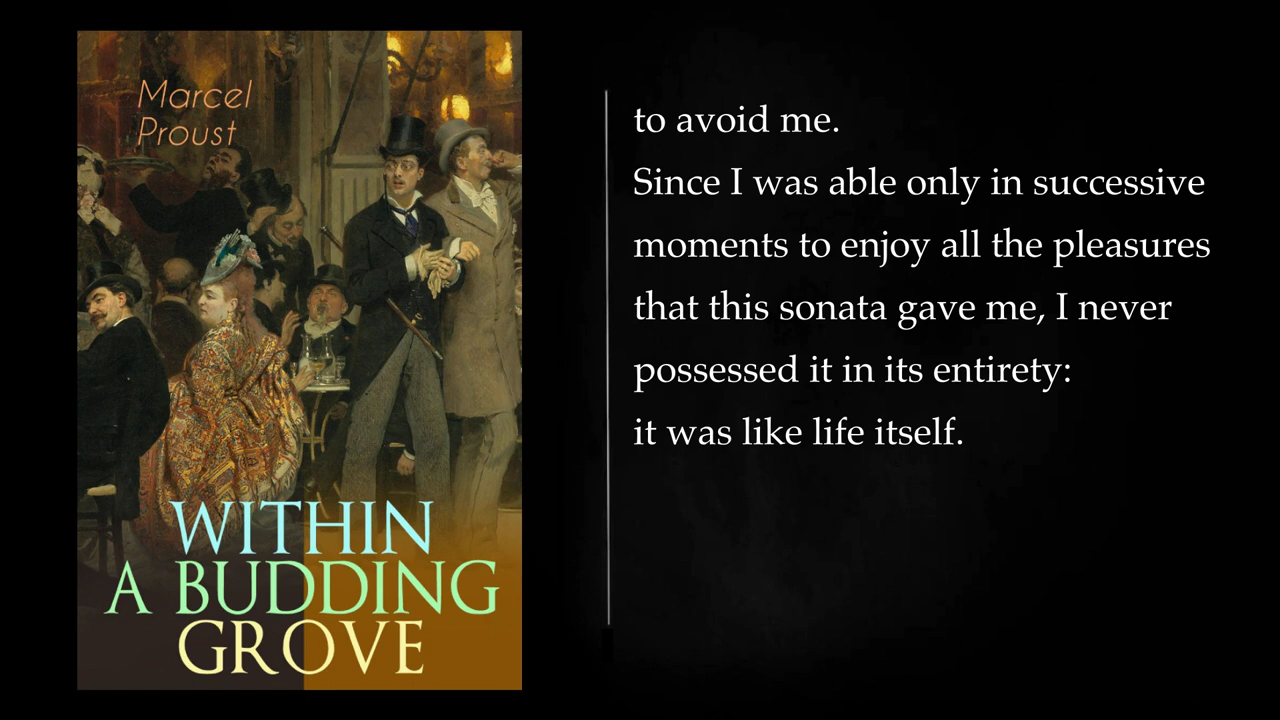 Marcel
Proust
WITHIN
A BUDDING
GROVE
to avoid me.
Since I was able only in successive
moments to enjoy all the pleasures
that this sonata gave me, I never
possessed it in its entirety:
it was like life itself.